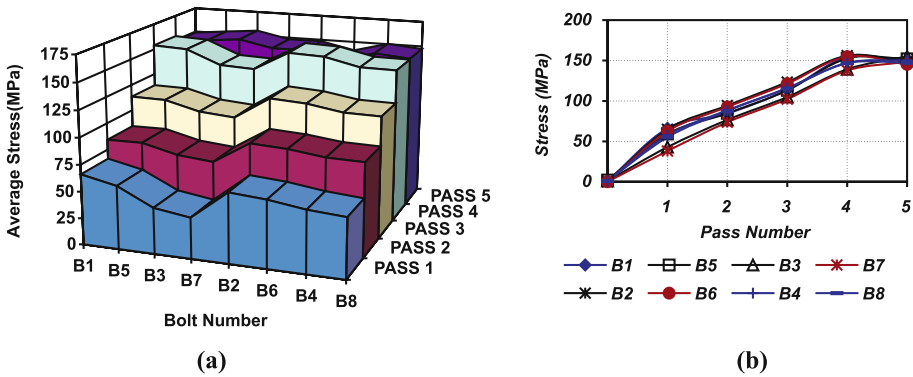 Average Stress(MPa)
175
150
125
100
75
50
25
0
B1
B5
B3
B7
B2
B6
B4
B8
PASS 5
PASS 4
PASS 3
PASS 2
PASS 1
Bolt Number
(a)
Stress (MPa)
200
150
100
50
0
1 2 3 4 5
Pass Number
B1 B5 B3 B7
B2 B6 B4 B8
(b)